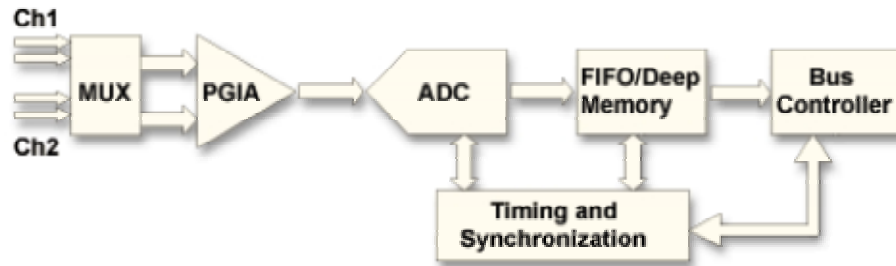 Ch1
MUX
PGIA
ADC
FIFO/Deep
Memory
Bus
Controller
Ch2
Timing and
Synchronization